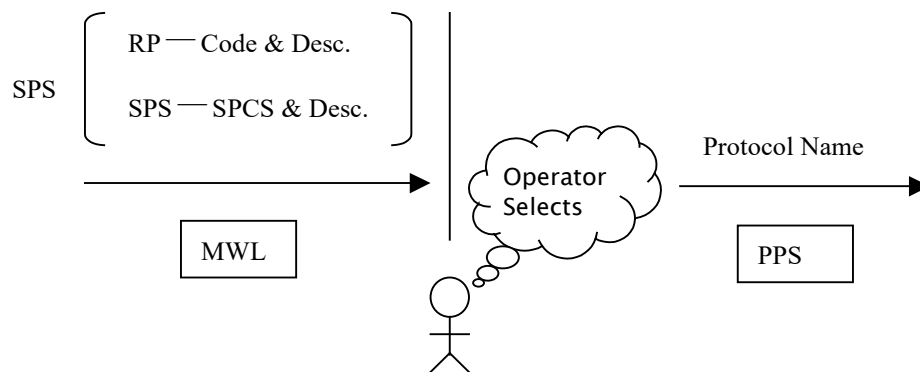 RP — Code & Desc.
SPS
SPS — SPCS & Desc.
Operator
Selects
Protocol Name
MWL
PPS